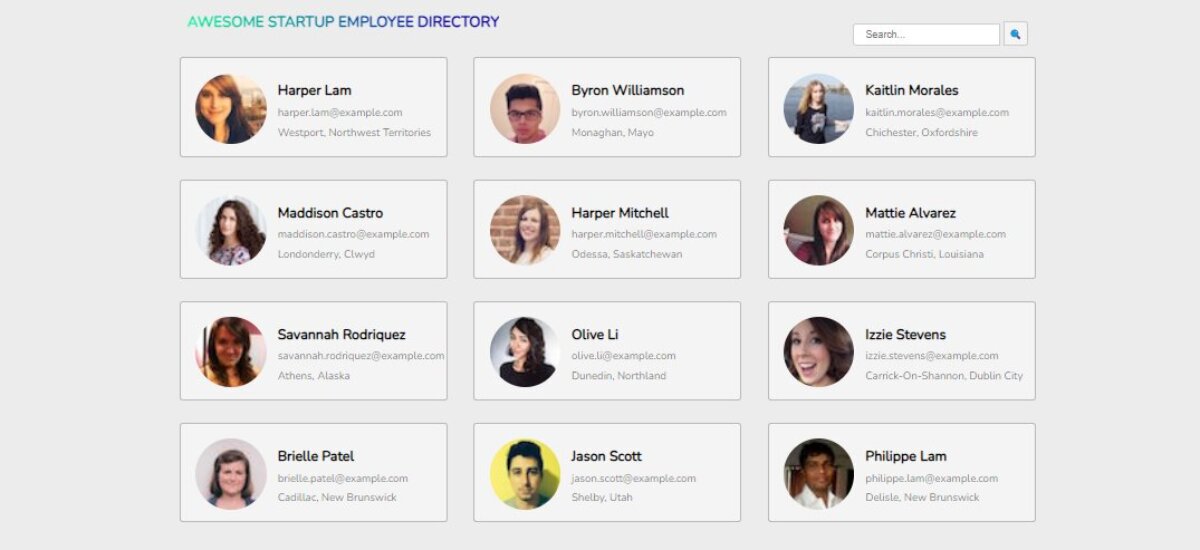 AWESOME STARTUP EMPLOYEE DIRECTORY
Search...
Harper Lam
harper.lam@example.com
Westport, Northwest Territories
Byron Williamson
byron.williamson@example.com
Monaghan, Mayo
Kaitlin Morales
kaitlin.morales@example.com
Chichester, Oxfordshire
Maddison Castro
maddison.castro@example.com
Londonderry, Clwyd
Harper Mitchell
harper.mitchell@example.com
Odessa, Saskatchewan
Mattie Alvarez
mattie.alvarez@example.com
Corpus Christi, Louisiana
Savannah Rodriquez
savannah.rodriquez@example.com
Athens, Alaska
Olive Li
olive.li@example.com
Dunedin, Northland
Izzie Stevens
izzie.stevens@example.com
Carrick-On-Shannon, Dublin City
Brielle Patel
brielle.patel@example.com
Cadillac, New Brunswick
Jason Scott
jason.scott@example.com
Shelby, Utah
Philippe Lam
philippe.lam@example.com
Delisle, New Brunswick